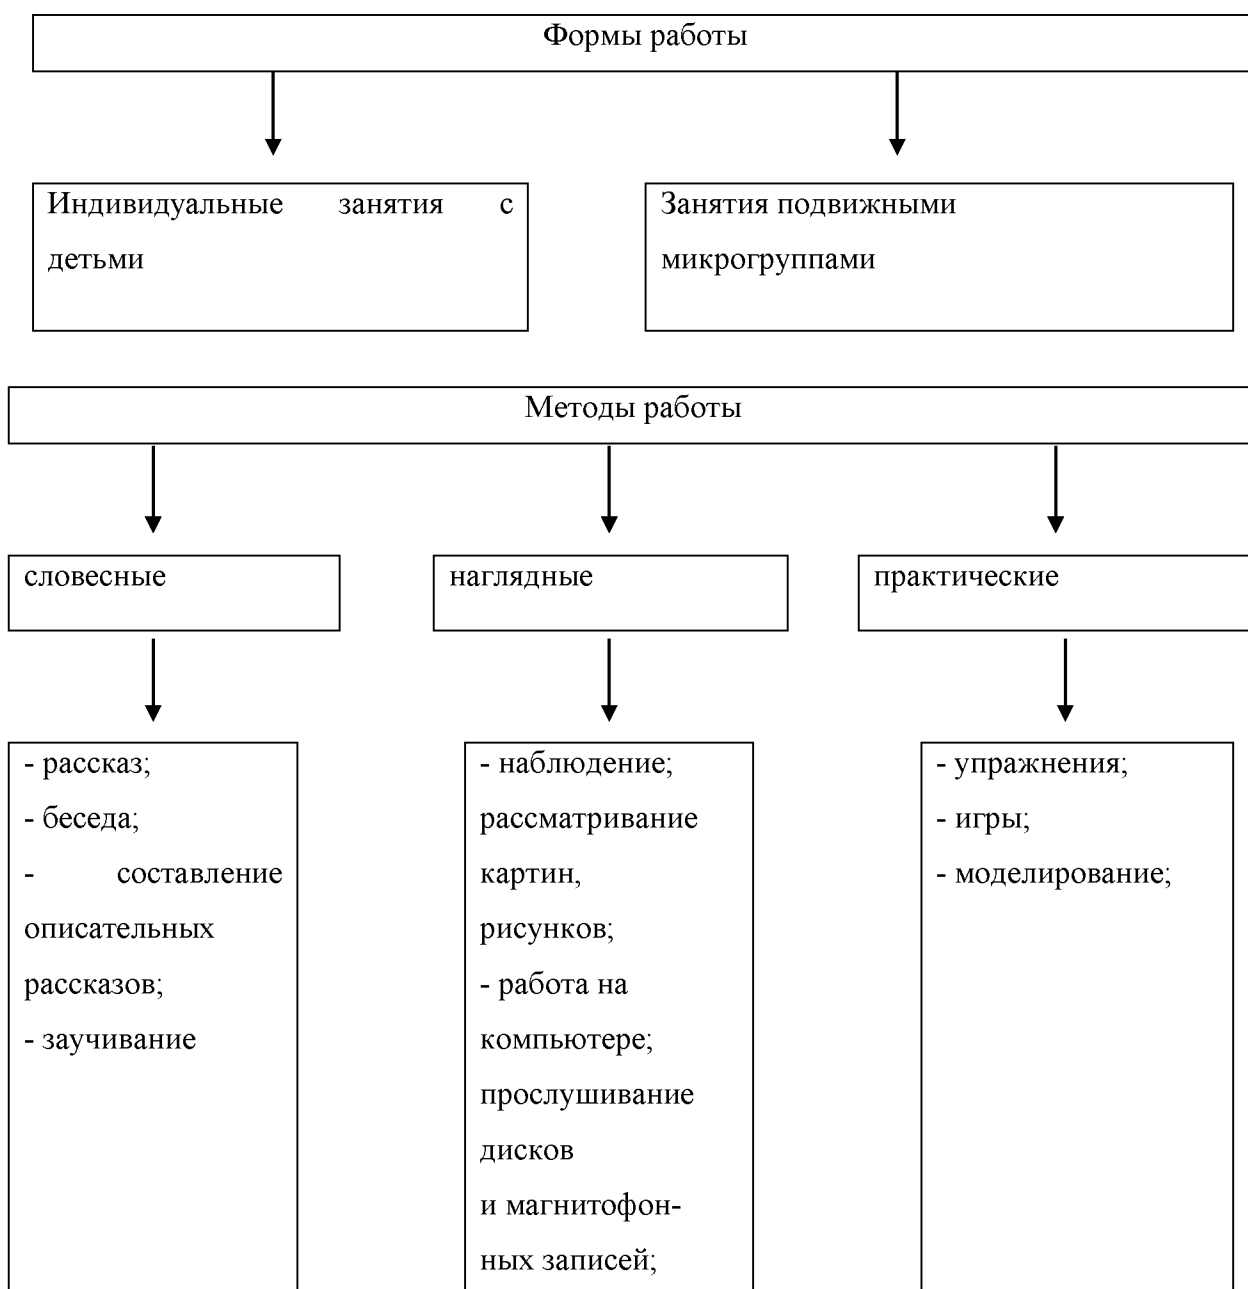 Формы работы
Индивидуальные занятия с
детьми
Занятия подвижными
микрогруппами
Методы работы
словесные
наглядные
практические
- рассказ;
- беседа;
- составление
описательных
рассказов;
- заучивание
- наблюдение;
рассматривание
картин,
рисунков;
- работа на
компьютере;
прослушивание
дисков
и магнитофон-
ных записей;
- упражнения;
- игры;
- моделирование;